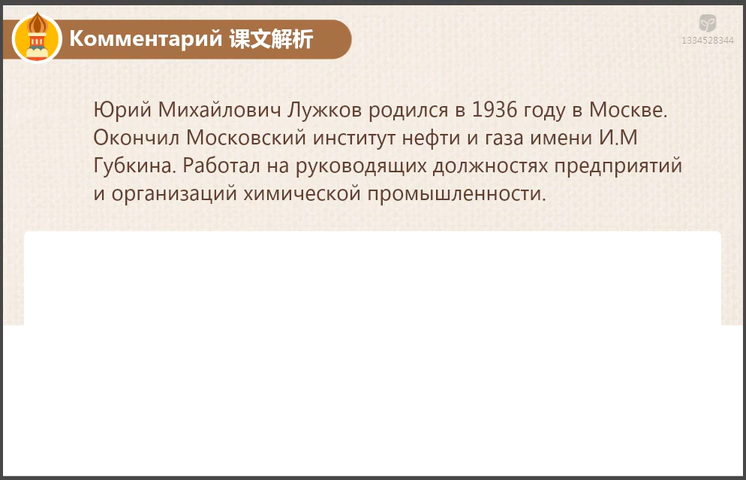 Комментарий 课文解析
1334528344
Юрий Михайлович Лужков родился в 1936 году в Москве.
Окончил Московский институт нефти и газа имени И.М
Губкина. Работал на руководящих должностях предприятий
и организаций химической промышленности.